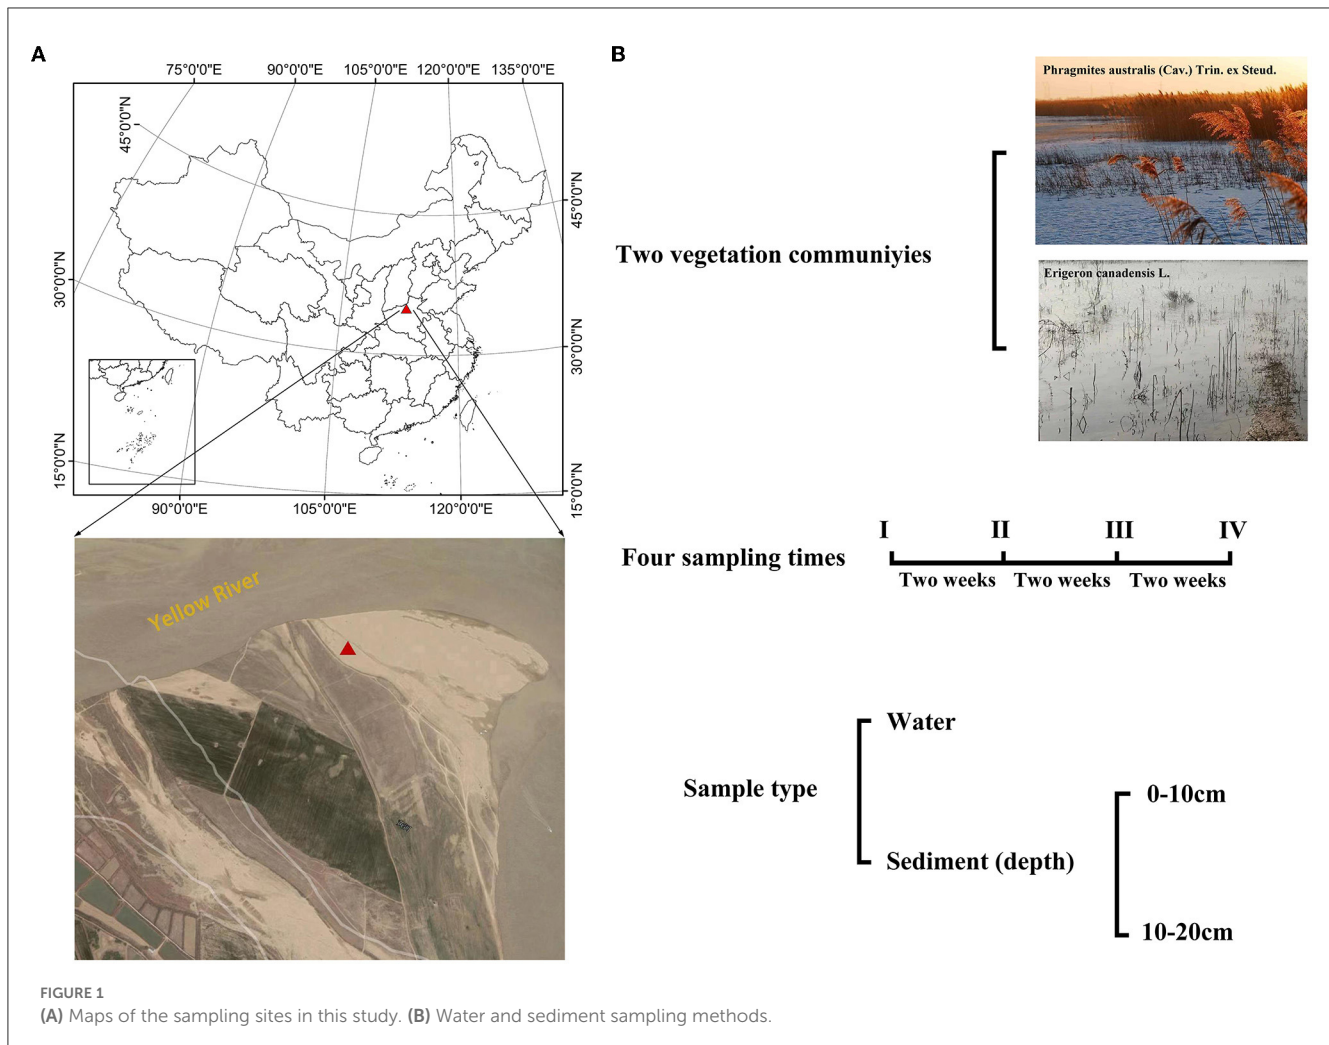 A
75°0'0"E 90°0'0"E 105°0'0"E 120°0'0"E 135°0'0"E
45°0'0"N
30°0'0"N
15°0'0"N
45°0'0"N
30°0'0"N
15°0'0"N
90°0'0"E 105°0'0"E 120°0'0"E
Yellow River
B
Two vegetation communiyies
Phragmites australis (Cav.) Trin. ex Steud.
Erigeron canadensis L.
Four sampling times
I II III IV
Two weeks Two weeks Two weeks
Sample type
Water
Sediment (depth)
0-10cm
10-20cm
FIGURE 1
(A) Maps of the sampling sites in this study. (B) Water and sediment sampling methods.